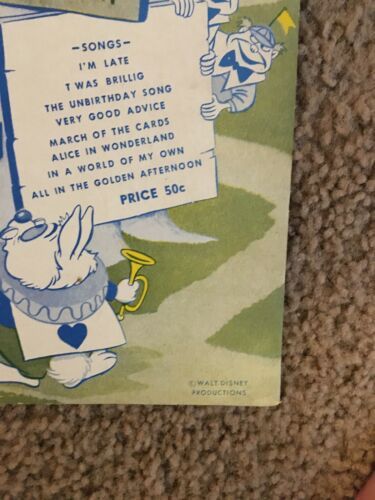 -SONGS-
I'M LATE
T WAS BRILLIG
THE UNBIRTHDAY SONG
VERY GOOD ADVICE
MARCH OF THE CARDS
ALICE IN WONDERLAND
IN A WORLD OF MY OWN
ALL IN THE GOLDEN AFTERNOON
PRICE 50c
© WALT DISNEY
PRODUCTIONS